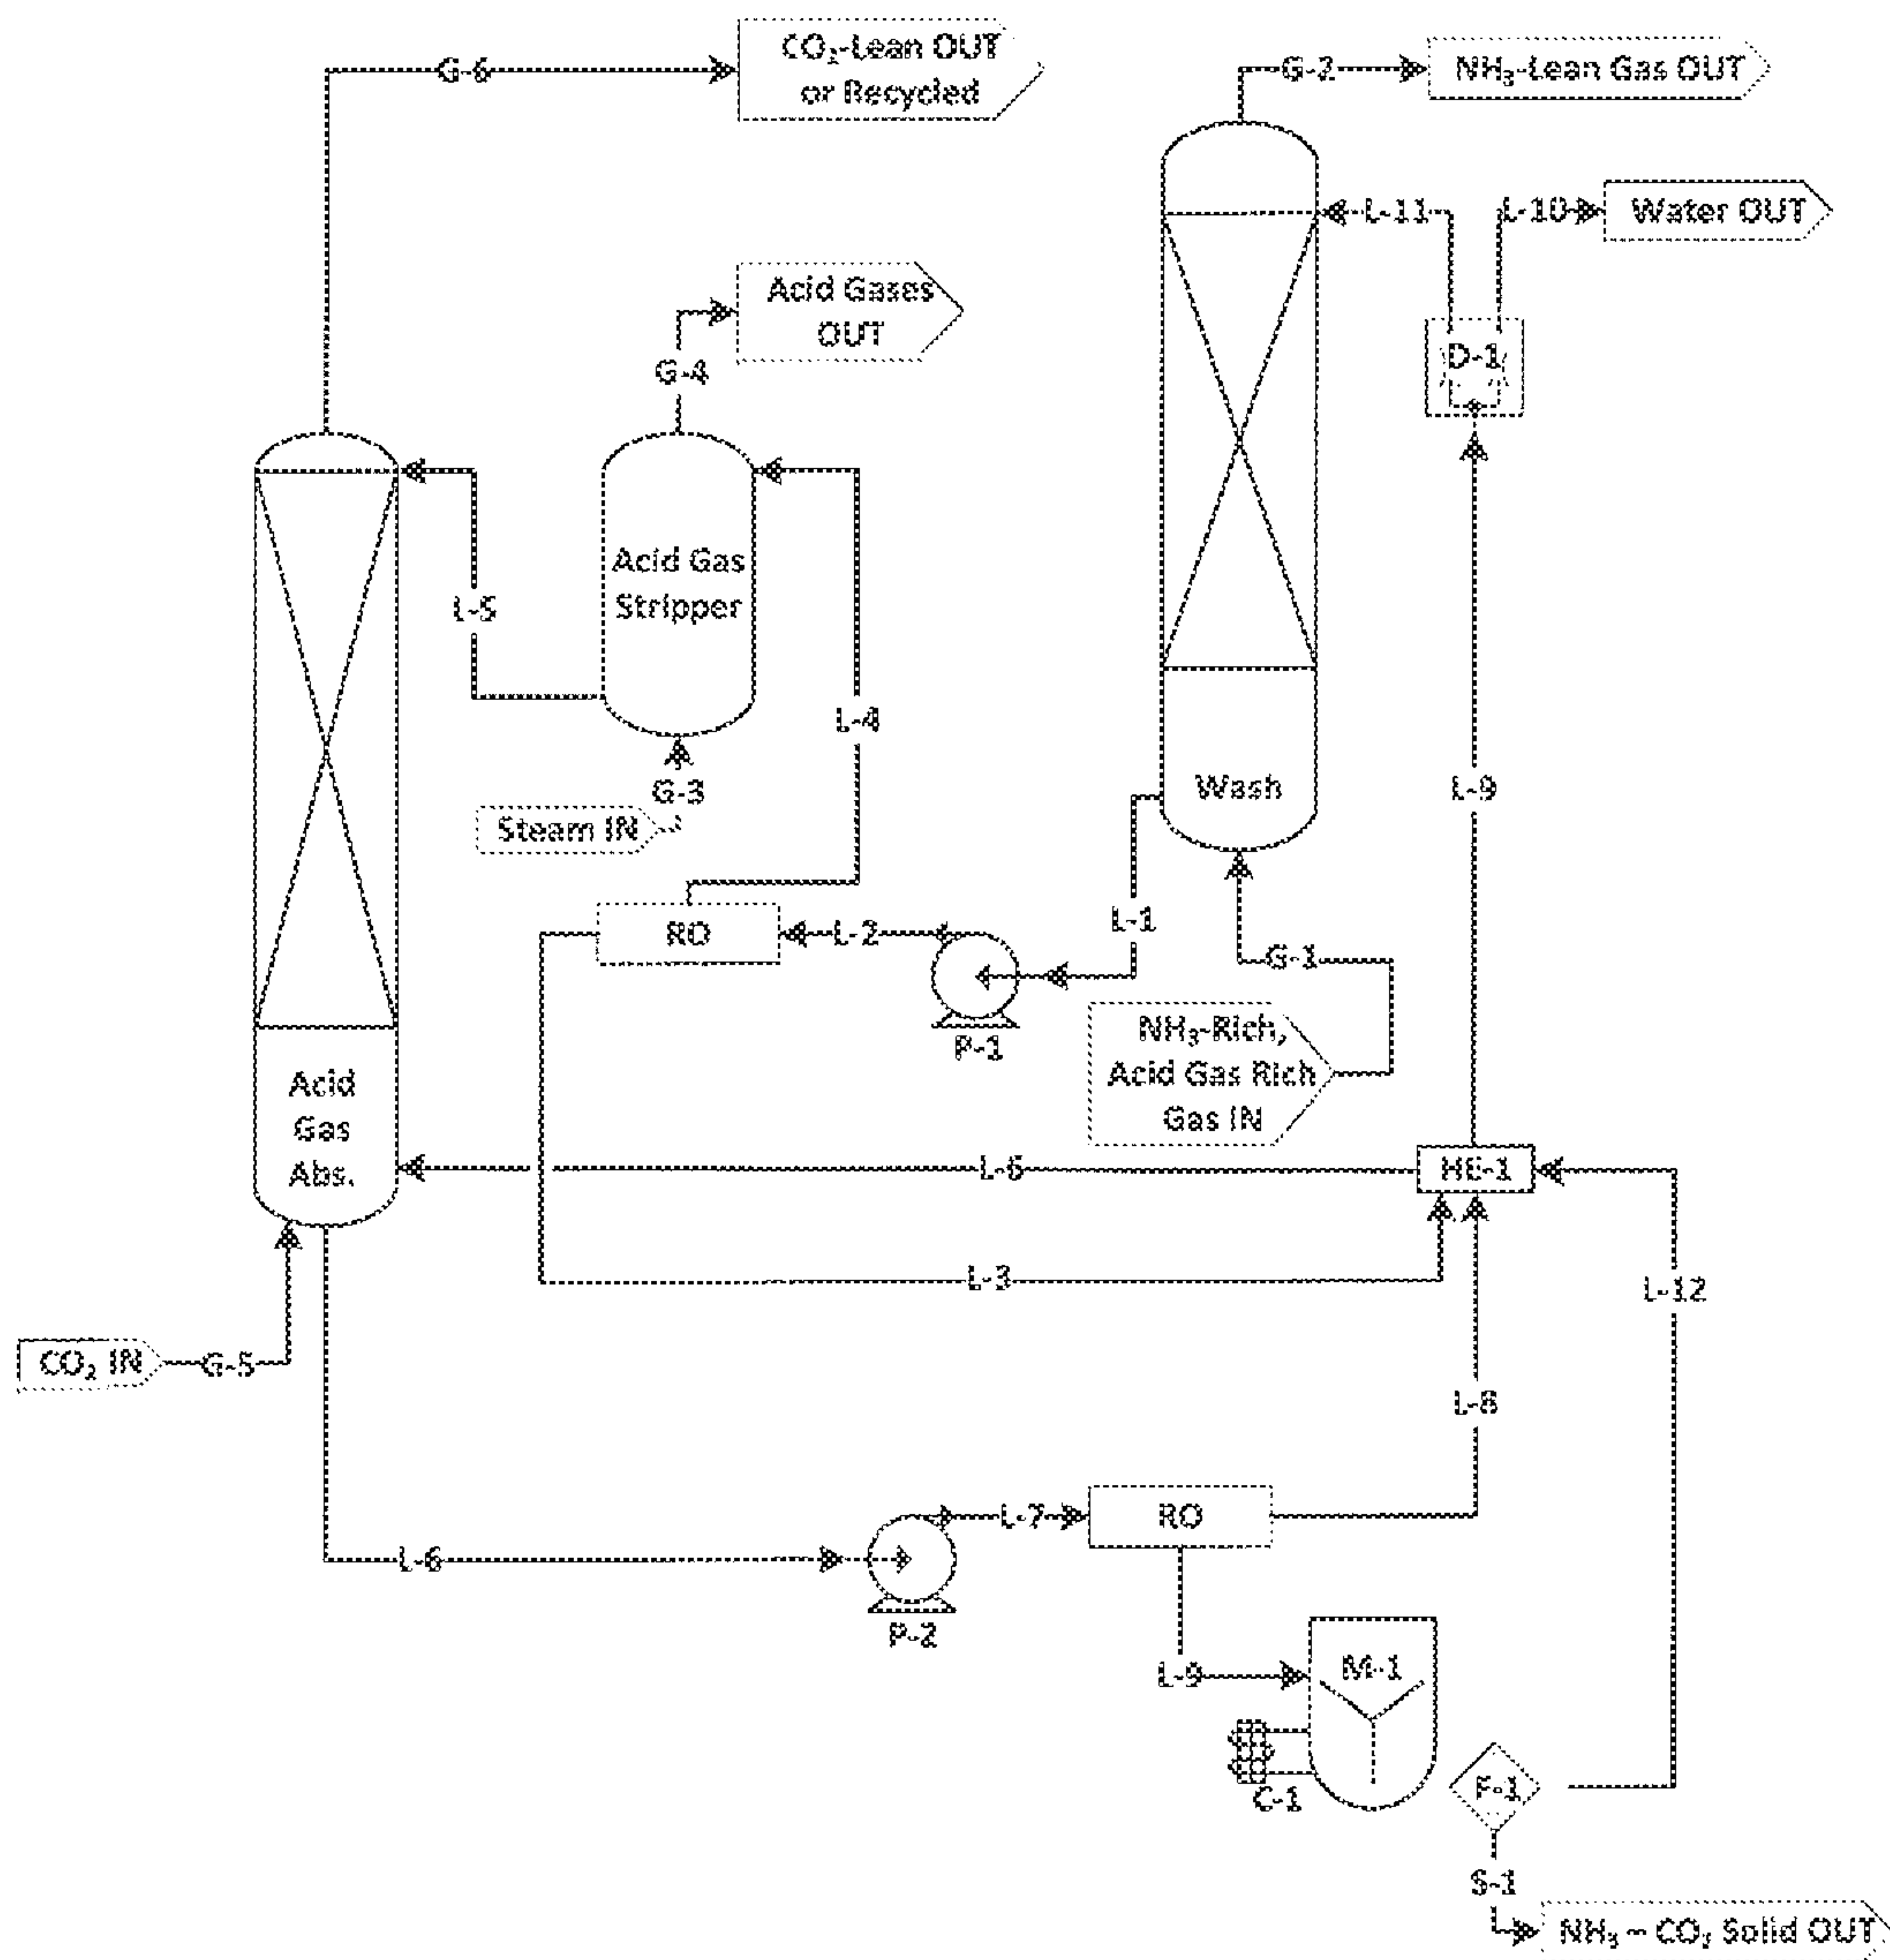 G-6
CO₂-Lean OUT
or Recycled
G-2
NH₃-Lean Gas OUT
L-11
L-10
Water OUT
Acid Gases
OUT
G-4
D-1
Acid Gas
Stripper
L-5
L-4
Wash
L-9
G-3
Steam IN
RO
L-2
L-1
G-1
P-1
NH₃-Rich,
Acid Gas Rich
Gas IN
Acid
Gas
Abs.
L-6
HE-1
L-3
L-12
CO₂ IN
G-5
L-8
L-7
RO
L-6
P-2
L-9
M-1
C-1
F-1
S-1
NH₃ – CO₂ Solid OUT